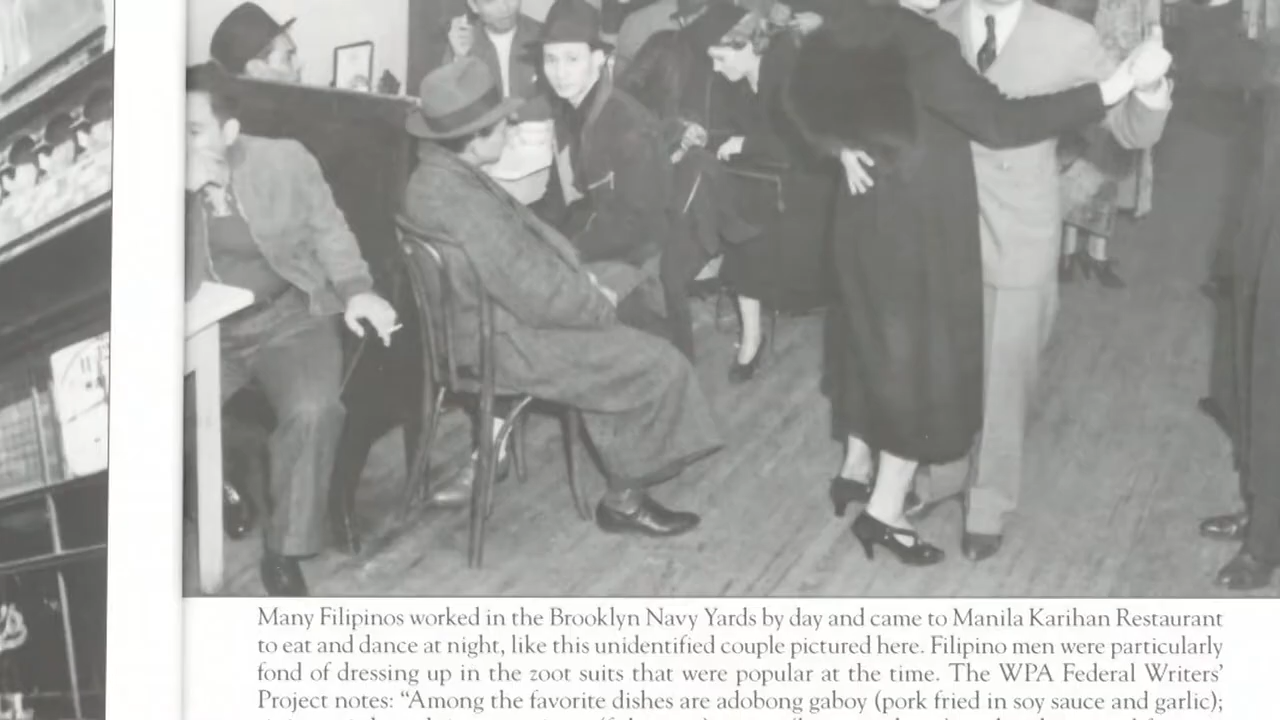 Many Filipinos worked in the Brooklyn Navy Yards by day and came to Manila Karihan Restaurant
to eat and dance at night, like this unidentified couple pictured here. Filipino men were particularly
fond of dressing up in the zoot suits that were popular at the time. The WPA Federal Writers’
Project notes: “Among the favorite dishes are adobong gaboy (pork fried in soy sauce and garlic);